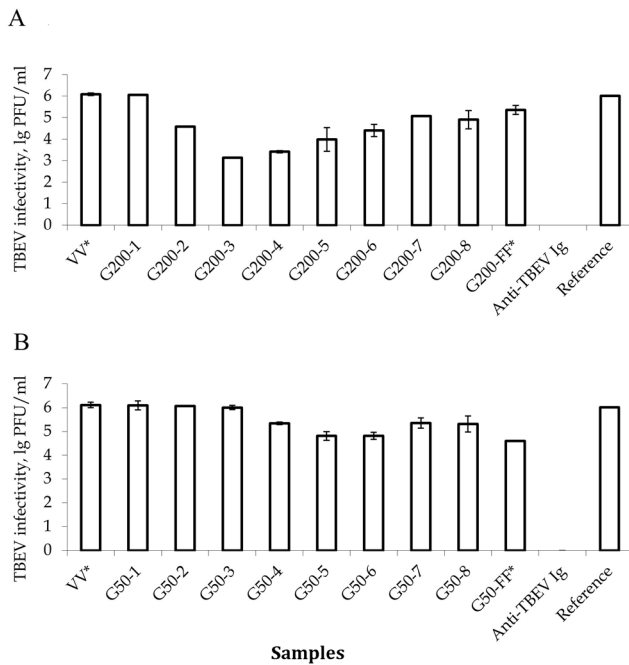 A
TBEV infectivity, lg PFU/ml
7
6
5
4
3
2
1
0
VV*
G200-1
G200-2
G200-3
G200-4
G200-5
G200-6
G200-7
G200-8
G200-FF*
Anti-TBEV Ig
Reference
B
TBEV infectivity, lg PFU/ml
7
6
5
4
3
2
1
0
VV*
G50-1
G50-2
G50-3
G50-4
G50-5
G50-6
G50-7
G50-8
G50-FF*
Anti-TBEV Ig
Reference
Samples